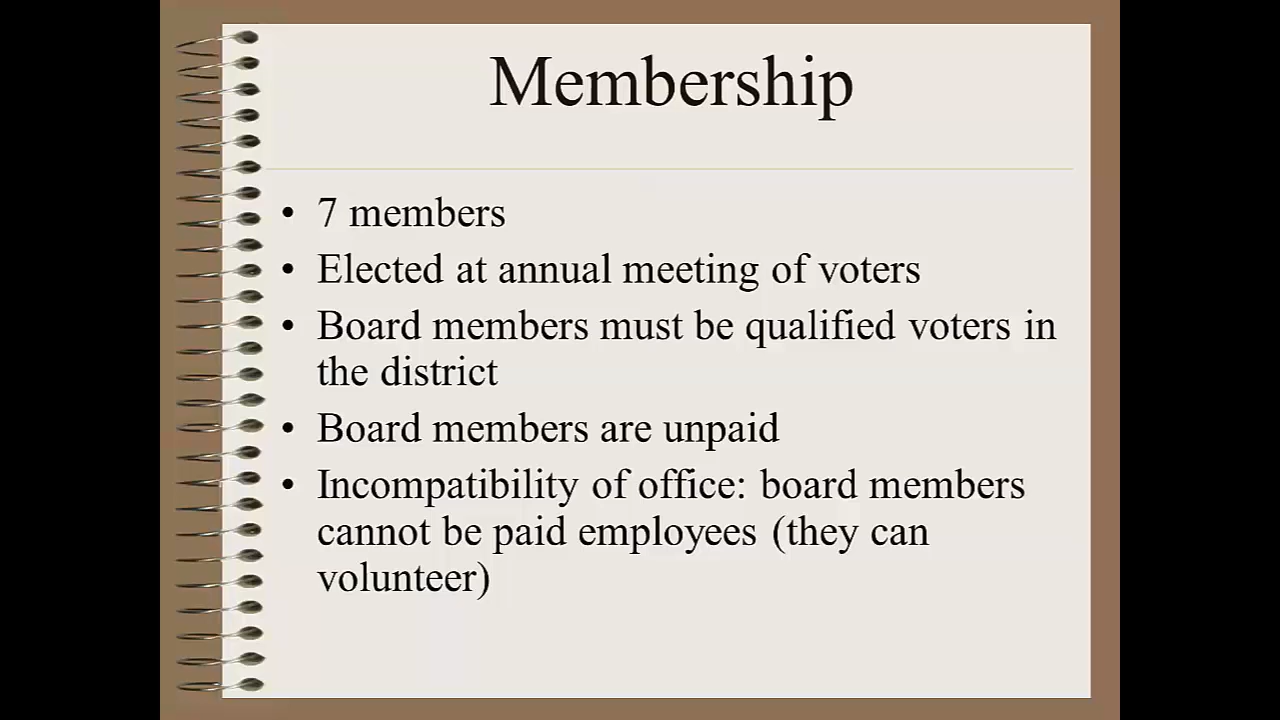 Membership
• 7 members
• Elected at annual meeting of voters
• Board members must be qualified voters in
the district
• Board members are unpaid
• Incompatibility of office: board members
cannot be paid employees (they can
volunteer)